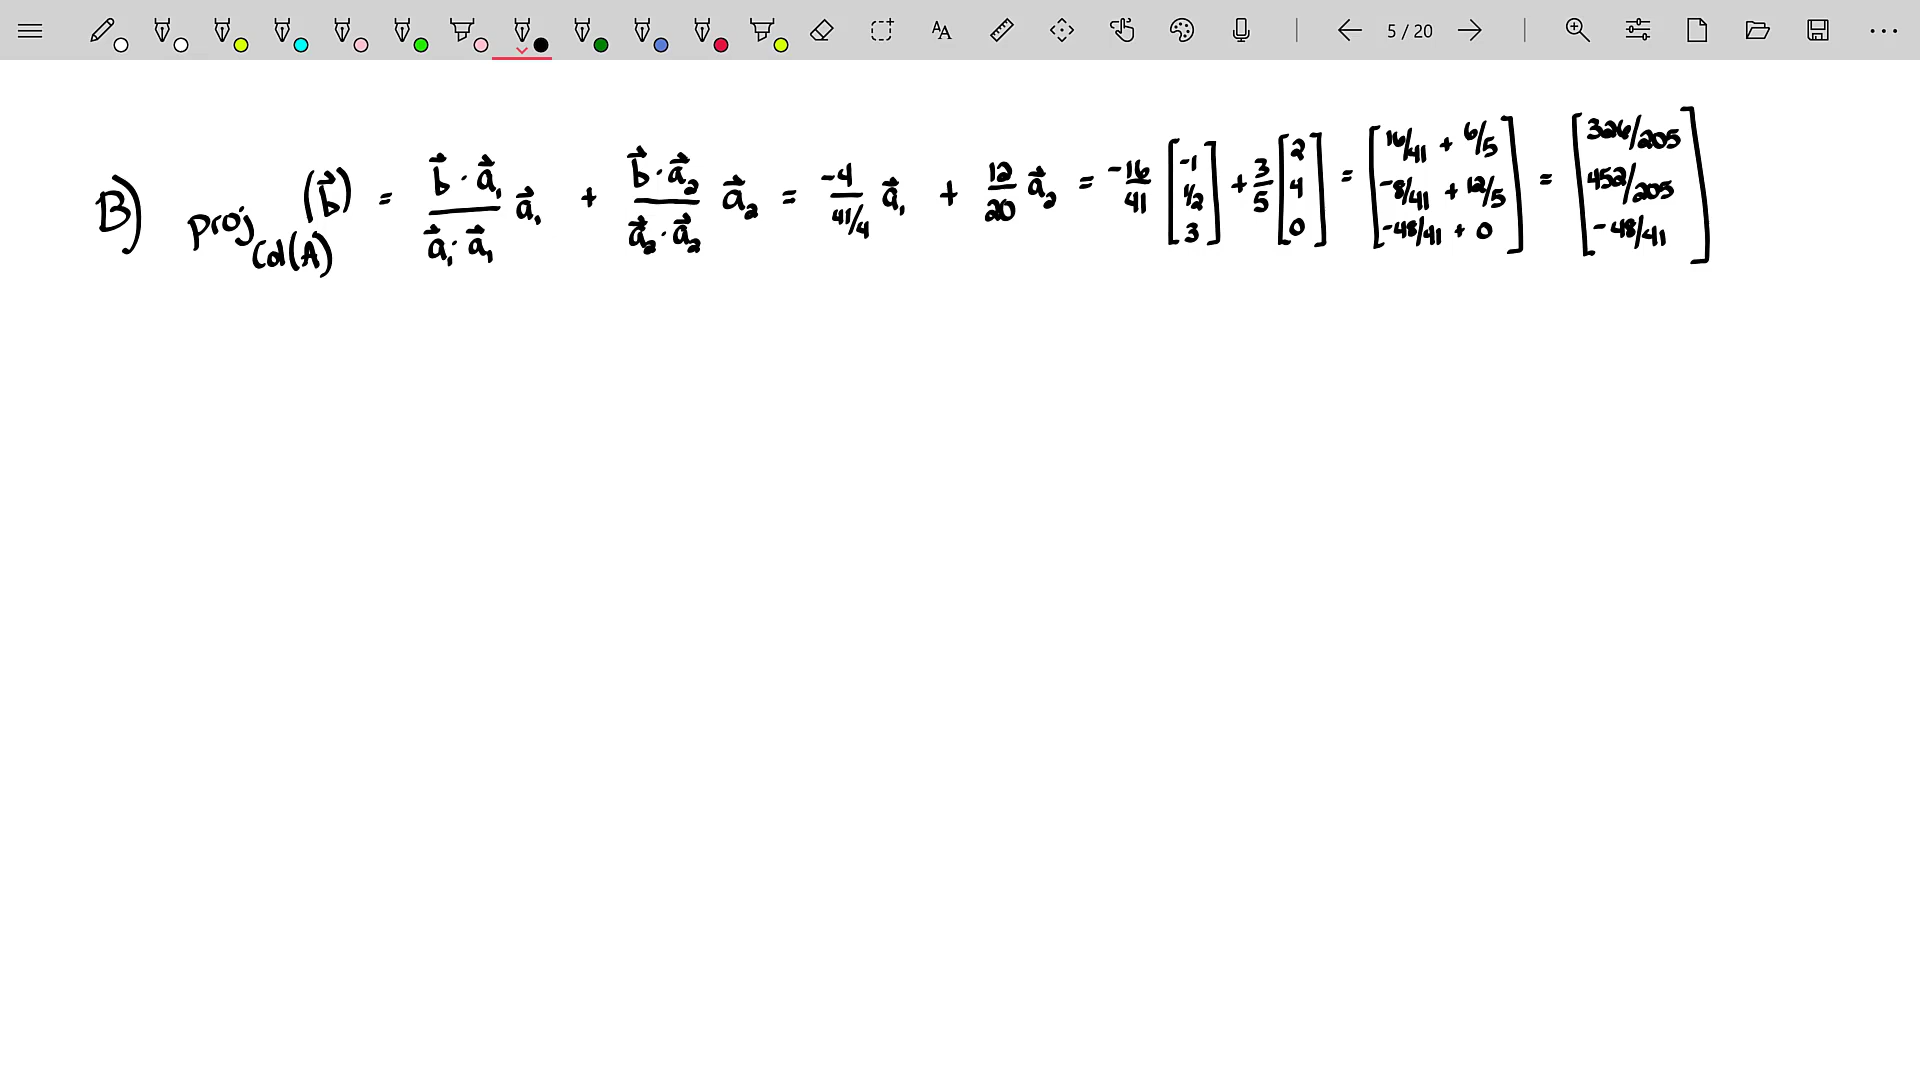 5 / 20
B) proj_Col(A) (b⃗) = (b⃗ · a⃗₁)/(a⃗₁ · a⃗₁) a⃗₁ + (b⃗ · a⃗₂)/(a⃗₂ · a⃗₂) a⃗₂ = -4/(41/4) a⃗₁ + 12/20 a⃗₂ = -16/41 [-1; 1/2; 3] + 3/5 [2; 4; 0] = [16/41 + 6/5; -8/41 + 12/5; -48/41 + 0] = [326/205; 452/205; -48/41]